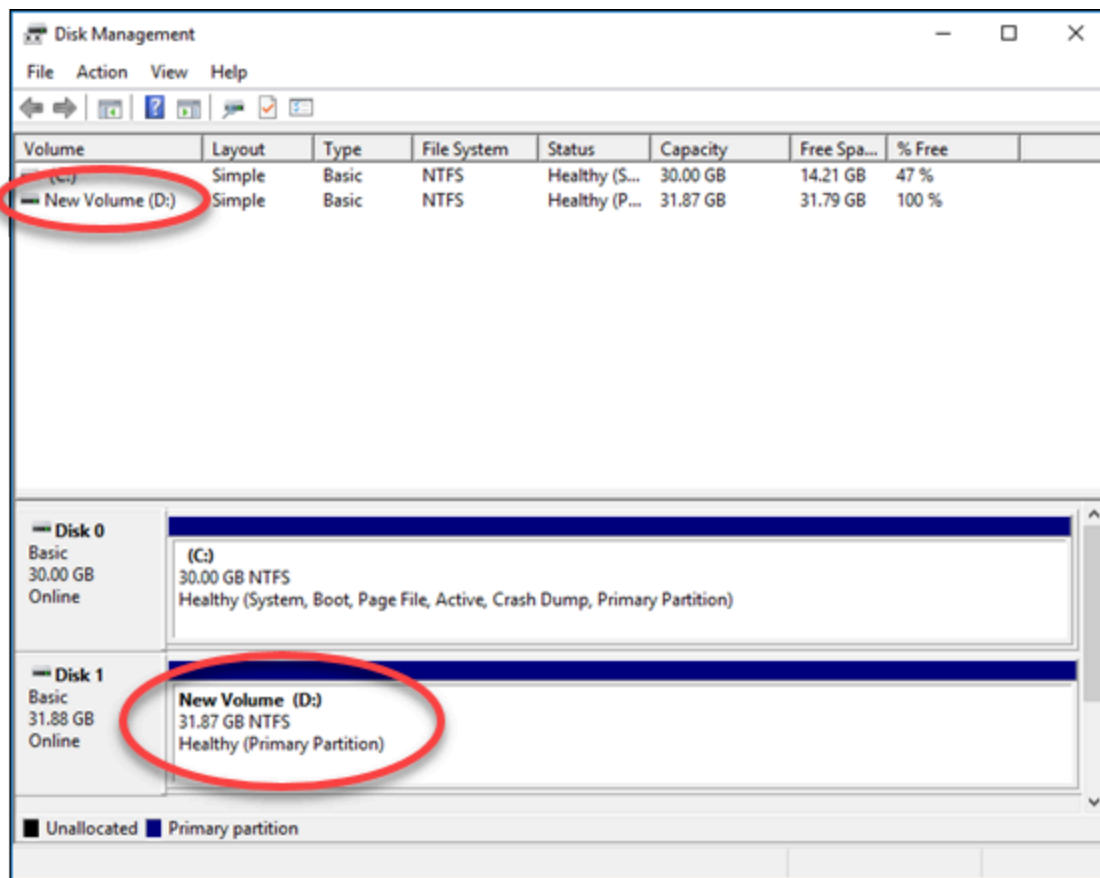 Disk Management
File Action View Help
Volume Layout Type File System Status Capacity Free Spa... % Free
(C:) Simple Basic NTFS Healthy (S... 30.00 GB 14.21 GB 47 %
New Volume (D:) Simple Basic NTFS Healthy (P... 31.87 GB 31.79 GB 100 %
Disk 0
Basic
30.00 GB
Online
(C:)
30.00 GB NTFS
Healthy (System, Boot, Page File, Active, Crash Dump, Primary Partition)
Disk 1
Basic
31.88 GB
Online
New Volume (D:)
31.87 GB NTFS
Healthy (Primary Partition)
Unallocated Primary partition